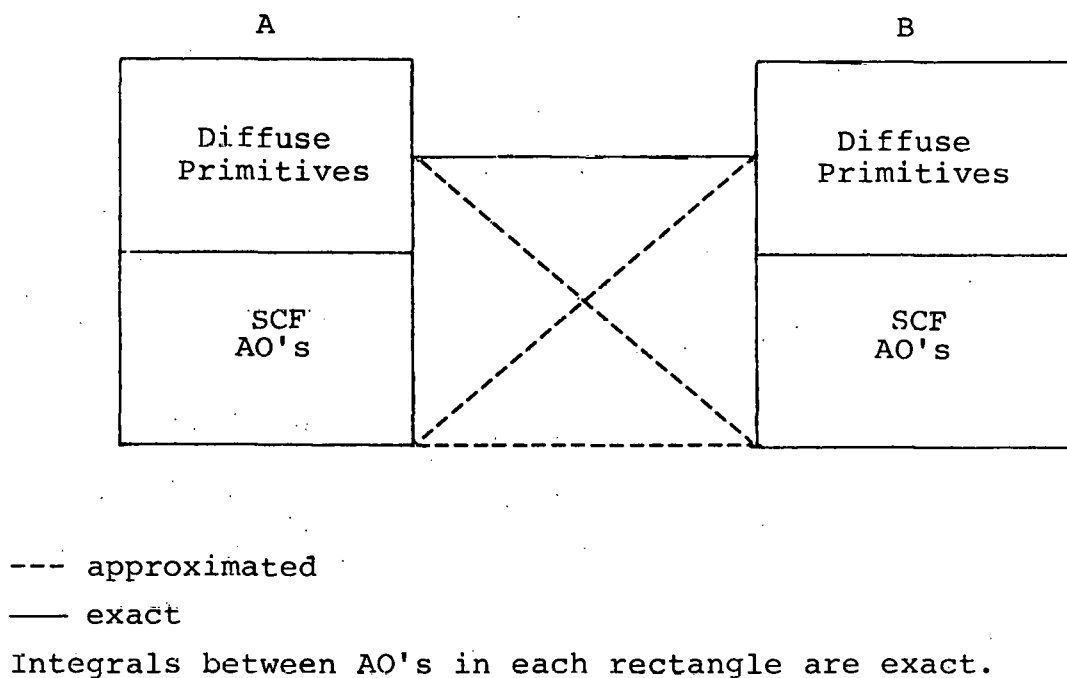 A
B
Diffuse
Primitives
Diffuse
Primitives
SCF
AO's
SCF
AO's
--- approximated
— exact
Integrals between AO's in each rectangle are exact.